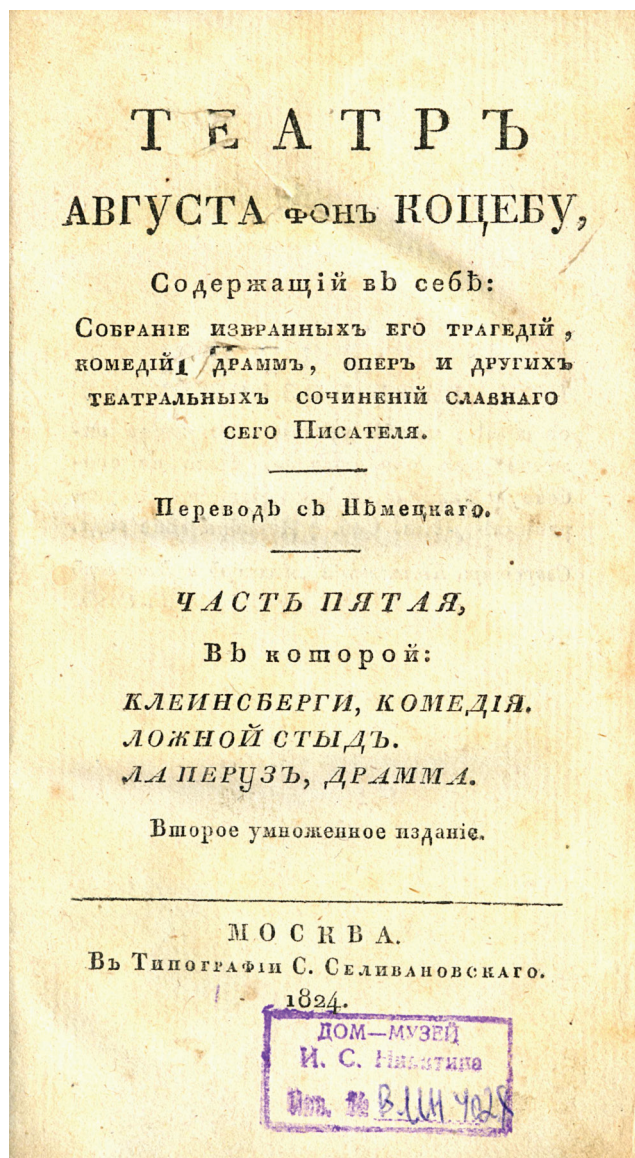 ТЕАТРЪ
АВГУСТА фонъ КОЦЕБУ,
Содержащій въ себѣ:
Собраніе избранныхъ его трагедій,
комедій, драммъ, оперъ и другихъ
театральныхъ сочиненій славнаго
сего Писателя.
Переводъ съ Нѣмецкаго.
ЧАСТЬ ПЯТАЯ,
Въ которой:
КЛЕИНСБЕРГИ, КОМЕДІЯ.
ЛОЖНОЙ СТЫДЪ.
ЛА ПЕРУЗЪ, ДРАММА.
Второе умноженное изданіе.
МОСКВА.
Въ Типографіи С. Селивановскаго.
1824.
ДОМ—МУЗЕЙ
И. С. Никитина
Инв. №